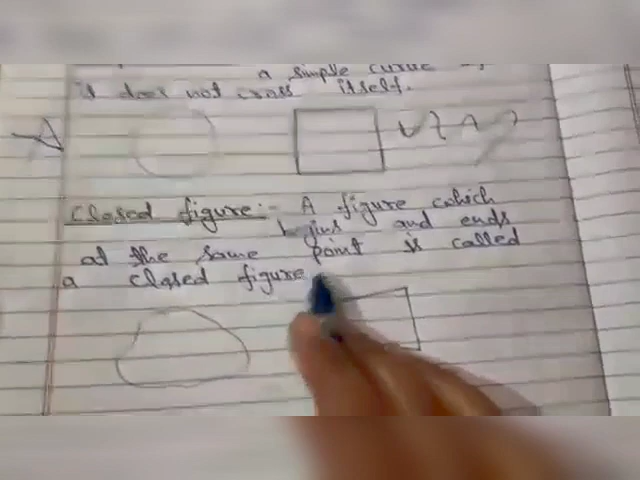 a simple curve
it does not cross itself.
Closed figure:- A figure which
begins and ends
at the same point is called
a closed figure